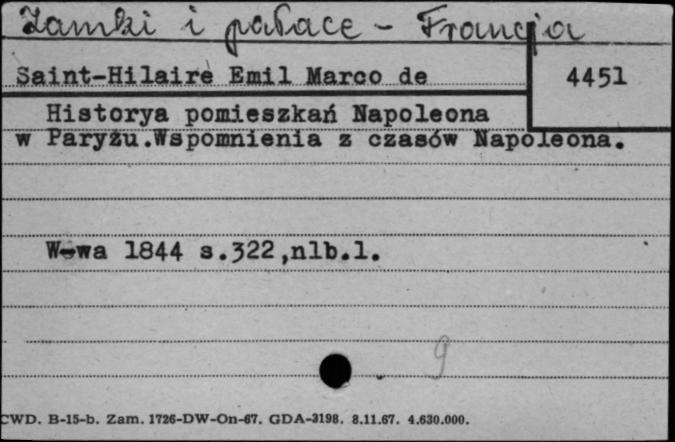 Zamki i pałace - Francja
Saint-Hilaire Emil Marco de
4451
Historya pomieszkań Napoleona
w Paryżu.Wspomnienia z czasów Napoleona.
W-wa 1844 s.322,nlb.1.
9
CWD. B-15-b. Zam. 1726-DW-On-67. GDA-3198. 8.11.67. 4.630.000.